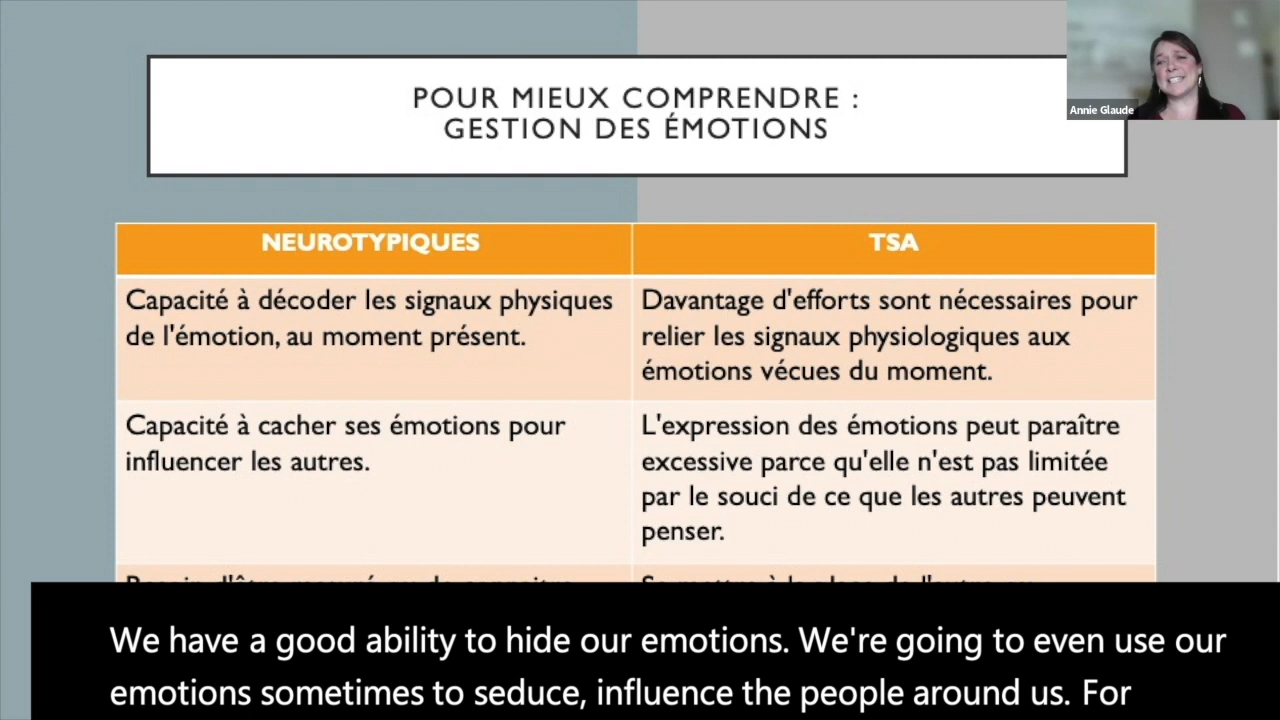 POUR MIEUX COMPRENDRE :
GESTION DES ÉMOTIONS
Annie Glaude
NEUROTYPIQUES
TSA
Capacité à décoder les signaux physiques
de l'émotion, au moment présent.
Davantage d'efforts sont nécessaires pour
relier les signaux physiologiques aux
émotions vécues du moment.
Capacité à cacher ses émotions pour
influencer les autres.
L'expression des émotions peut paraître
excessive parce qu'elle n'est pas limitée
par le souci de ce que les autres peuvent
penser.
We have a good ability to hide our emotions. We're going to even use our
emotions sometimes to seduce, influence the people around us. For